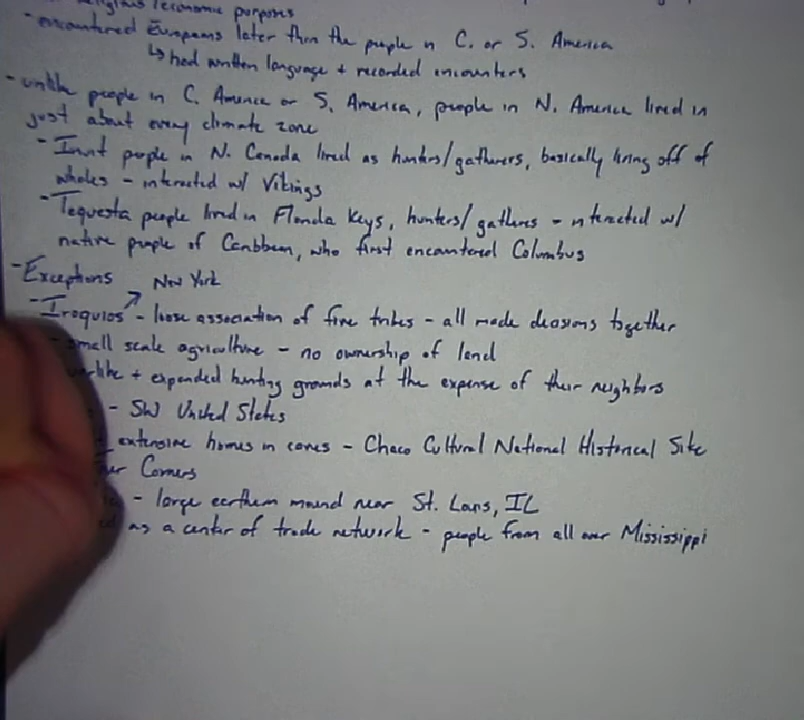 religious/economic purposes
- encountered Europeans later than the people in C. or S. America
↳ had written language + recorded encounters
- unlike people in C. America or S. America, people in N. America lived in
just about every climate zone
- Inuit people in N. Canada lived as hunters/gatherers, basically living off of
whales - interacted w/ Vikings
- Tequesta people lived in Florida Keys, hunters/gatherers - interacted w/
native people of Caribbean, who first encountered Columbus
- Exceptions New York
- Iroquios - loose association of five tribes - all made decisions together
- small scale agriculture - no ownership of land
+ expanded hunting grounds at the expense of their neighbors
- SW United States
extensive homes in caves - Chaco Cultural National Historical Site
Corners
- large earthern mound near St. Louis, IL
as a center of trade network - people from all over Mississippi